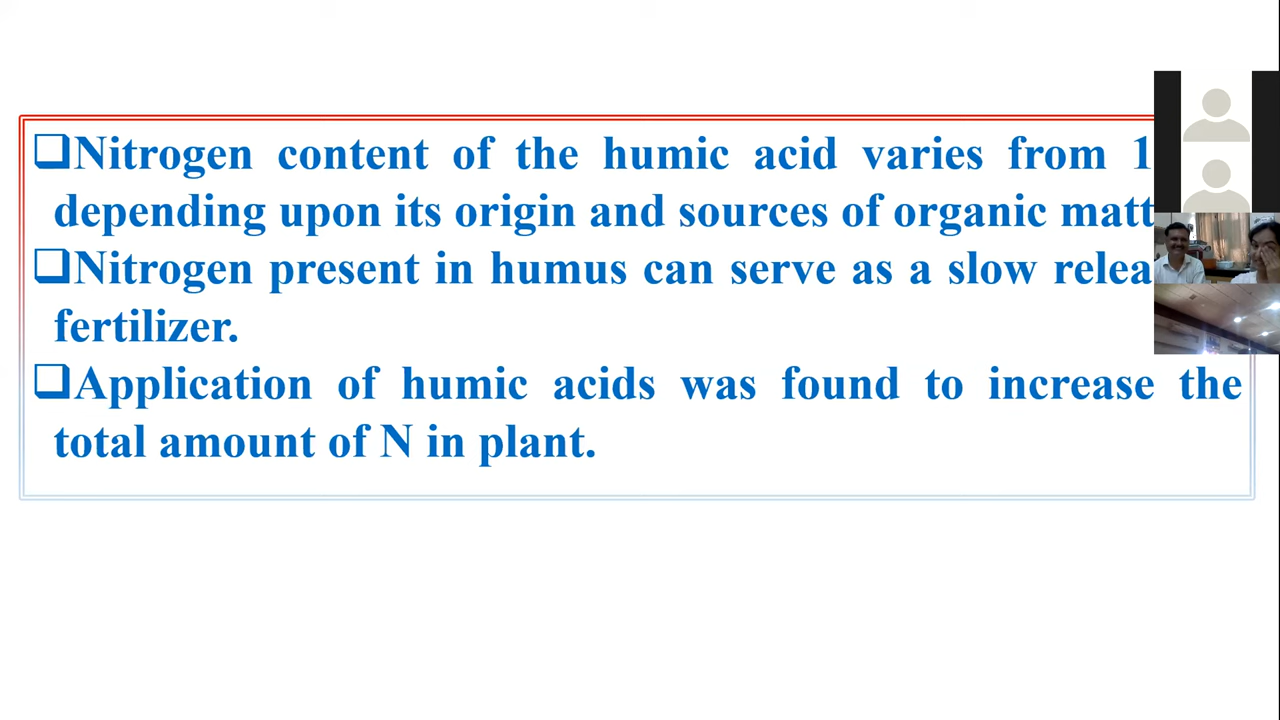 ❑Nitrogen content of the humic acid varies from 1
depending upon its origin and sources of organic
❑Nitrogen present in humus can serve as a slow
fertilizer.
❑Application of humic acids was found to increase the
total amount of N in plant.